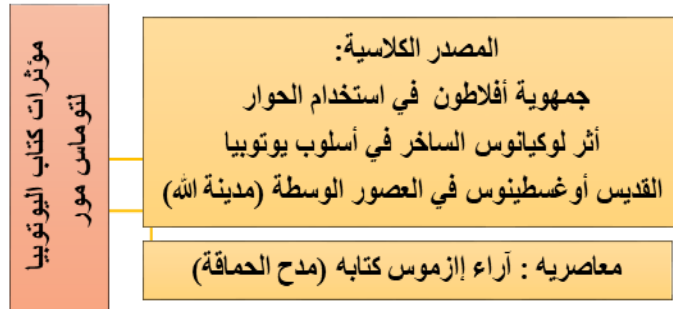 مؤثرات كتاب اليوتوبيا
لتوماس مور
المصدر الكلاسية:
جمهوية أفلاطون في استخدام الحوار
أثر لوكيانوس الساخر في أسلوب يوتوبيا
القديس أوغسطينوس في العصور الوسطة (مدينة الله)
معاصريه : آراء إازموس كتابه (مدح الحماقة)